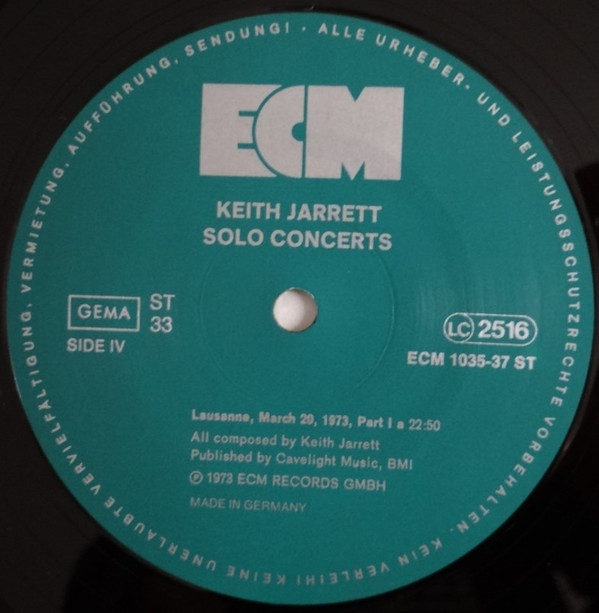 ALLE URHEBER- UND LEISTUNGSSCHUTZRECHTE VORBEHALTEN. KEIN VERLEIH! KEINE UNERLAUBTE VERVIELFÄLTIGUNG, VERMIETUNG, AUFFÜHRUNG, SENDUNG! ·
ECM
KEITH JARRETT
SOLO CONCERTS
GEMA
ST
33
SIDE IV
LC 2516
ECM 1035-37 ST
Lausanne, March 20, 1973, Part I a 22:50
All composed by Keith Jarrett
Published by Cavelight Music, BMI
Ⓟ 1973 ECM RECORDS GMBH
MADE IN GERMANY